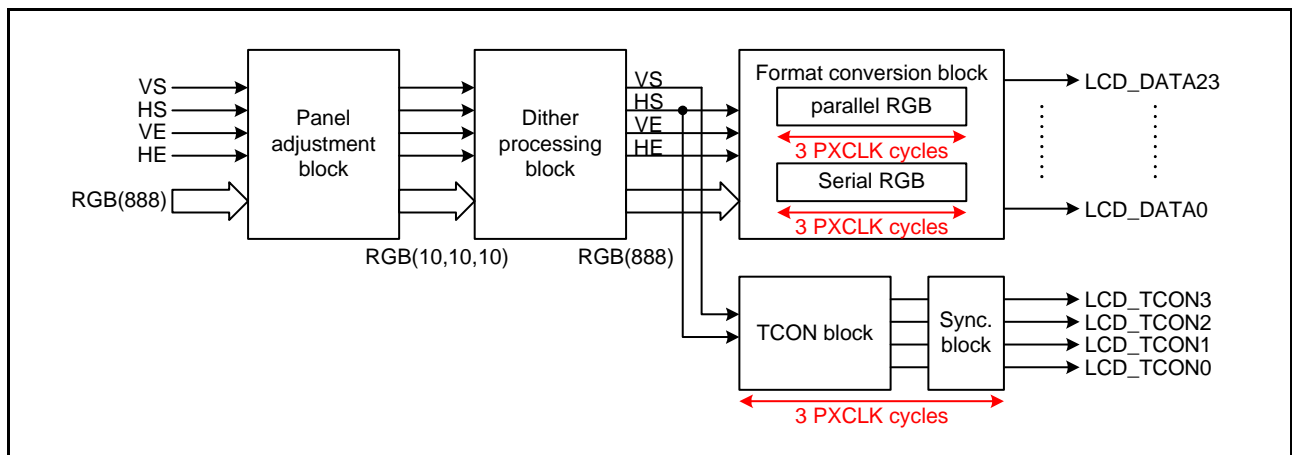 VS
HS
VE
HE
RGB(888)
Panel
adjustment
block
RGB(10,10,10)
Dither
processing
block
RGB(888)
VS
HS
VE
HE
Format conversion block
parallel RGB
3 PXCLK cycles
Serial RGB
3 PXCLK cycles
LCD_DATA23
LCD_DATA0
TCON block
Sync.
block
3 PXCLK cycles
LCD_TCON3
LCD_TCON2
LCD_TCON1
LCD_TCON0